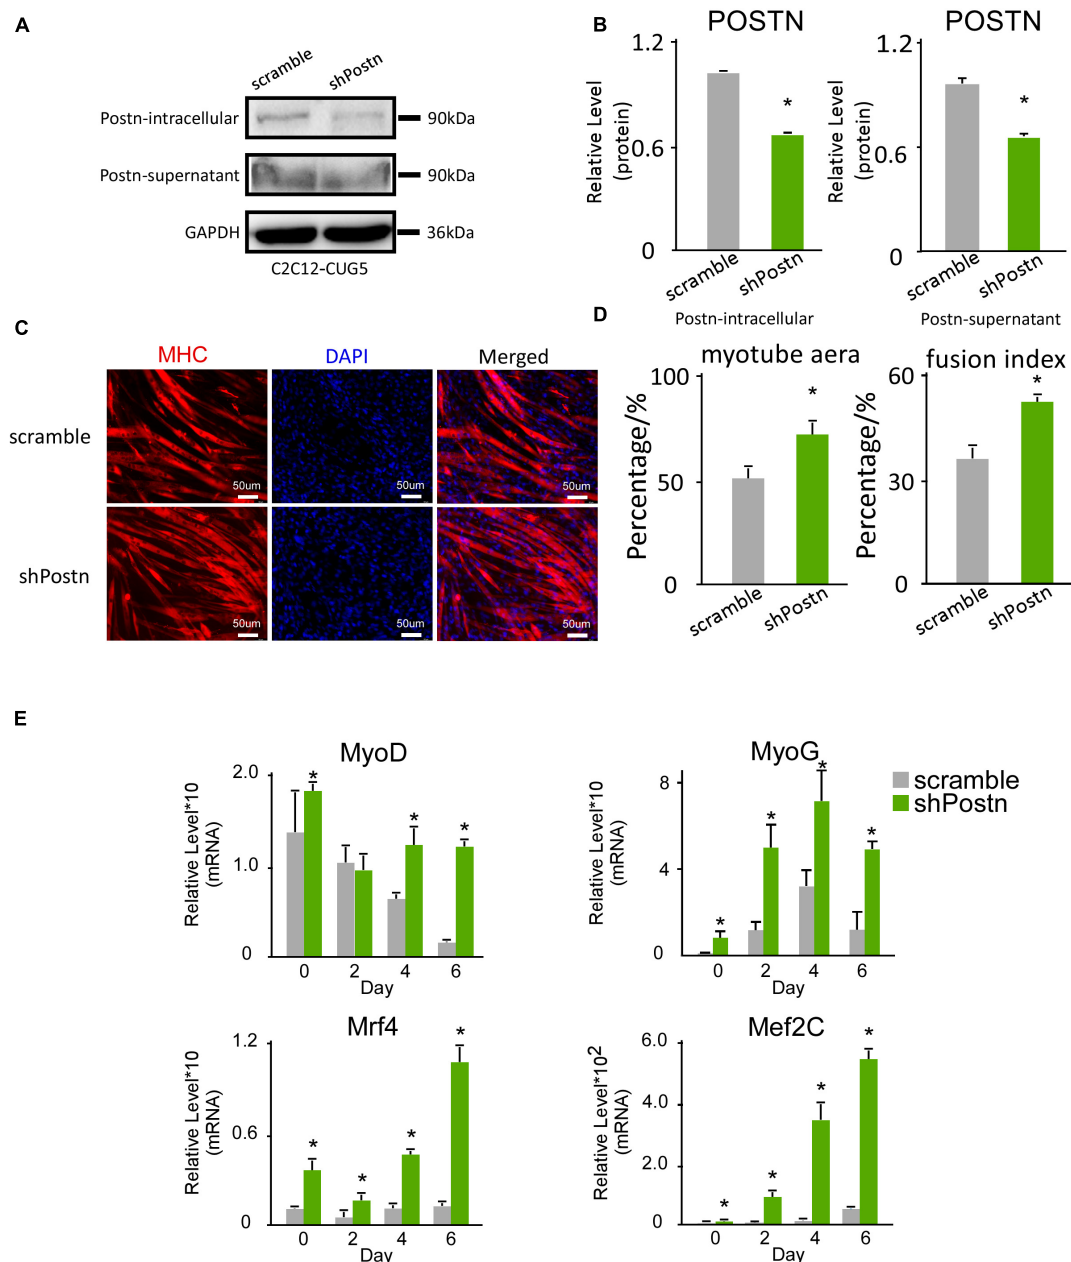 A
scramble
shPostn
Postn-intracellular
90kDa
Postn-supernatant
90kDa
GAPDH
36kDa
C2C12-CUG5
B
POSTN
1.2
0.6
0
Relative Level
(protein)
*
scramble
shPostn
Postn-intracellular
POSTN
1.2
0.6
0
Relative Level
(protein)
*
scramble
shPostn
Postn-supernatant
C
MHC
DAPI
Merged
scramble
50um
50um
50um
shPostn
50um
50um
50um
D
myotube aera
100
50
0
Percentage/%
*
scramble
shPostn
fusion index
60
30
0
Percentage/%
*
scramble
shPostn
E
MyoD
2.0
1.0
0
Relative Level*10
(mRNA)
* * *
0 2 4 6
Day
MyoG
8
4
0
Relative Level*10
(mRNA)
* * * *
0 2 4 6
Day
scramble
shPostn
Mrf4
1.2
0.6
0
Relative Level*10
(mRNA)
* * * *
0 2 4 6
Day
Mef2C
6.0
4.0
2.0
0
Relative Level*102
(mRNA)
* * * *
0 2 4 6
Day